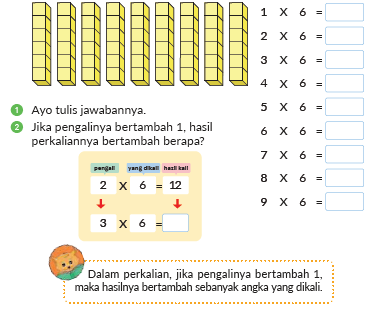 1 X 6 =
2 X 6 =
3 X 6 =
4 X 6 =
5 X 6 =
6 X 6 =
7 X 6 =
8 X 6 =
9 X 6 =
1 Ayo tulis jawabannya.
2 Jika pengalinya bertambah 1, hasil
perkaliannya bertambah berapa?
pengali yang dikali hasil kali
2 X 6 = 12
3 X 6 =
Dalam perkalian, jika pengalinya bertambah 1,
maka hasilnya bertambah sebanyak angka yang dikali.